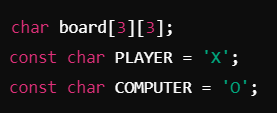 char board[3][3];
const char PLAYER = 'X';
const char COMPUTER = 'O';